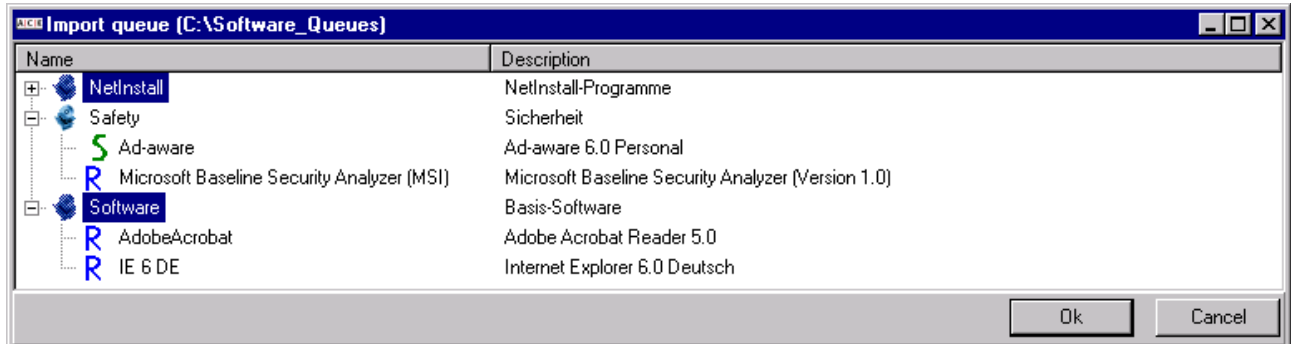 Import queue (C:\Software_Queues)
Name Description
NetInstall NetInstall-Programme
Safety Sicherheit
S Ad-aware Ad-aware 6.0 Personal
R Microsoft Baseline Security Analyzer (MSI) Microsoft Baseline Security Analyzer (Version 1.0)
Software Basis-Software
R AdobeAcrobat Adobe Acrobat Reader 5.0
R IE 6 DE Internet Explorer 6.0 Deutsch
Ok Cancel